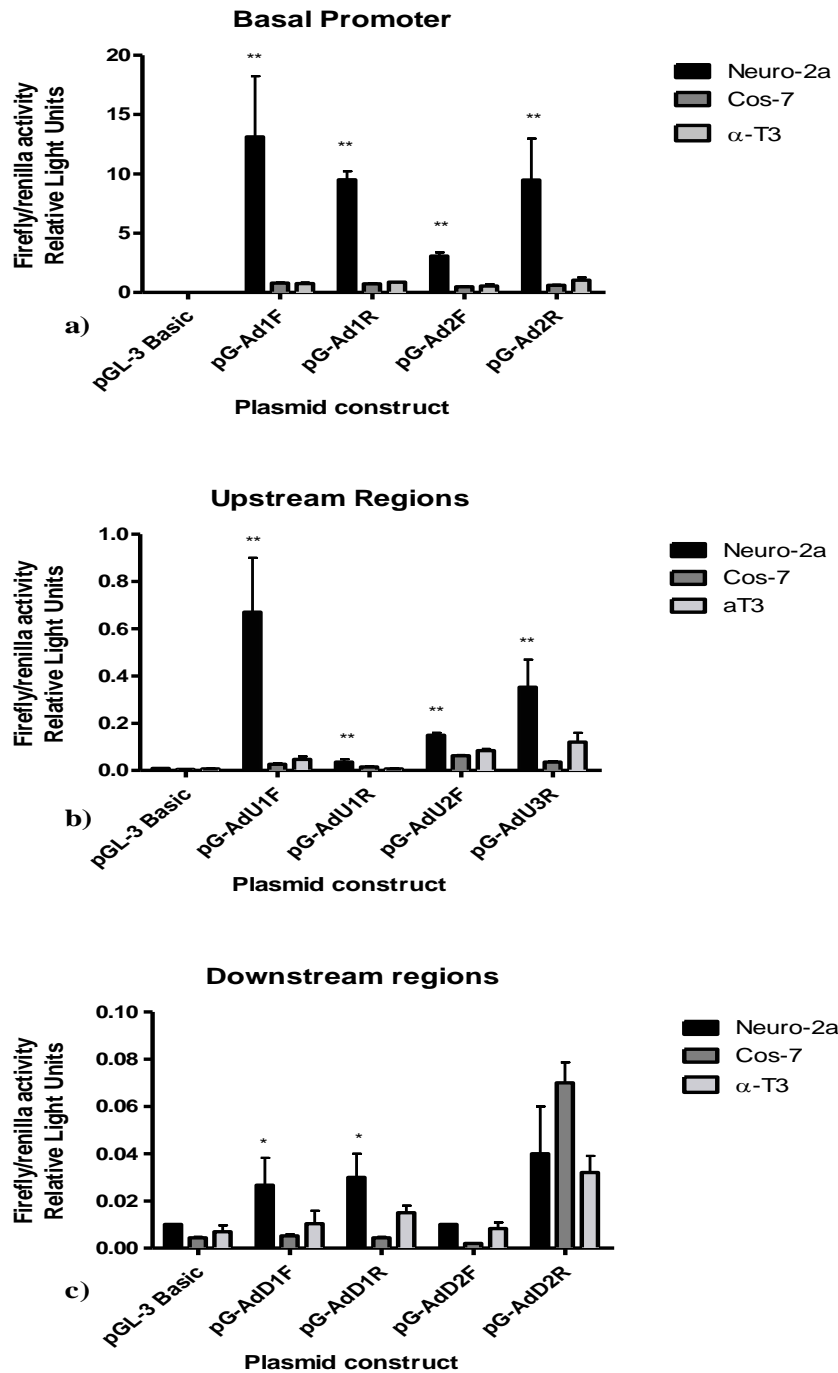 Basal Promoter
Firefly/renilla activity
Relative Light Units
20
15
10
5
0
**
**
**
**
Neuro-2a
Cos-7
α-T3
a)
pGL-3 Basic
pG-Ad1F
pG-Ad1R
pG-Ad2F
pG-Ad2R
Plasmid construct
Upstream Regions
Firefly/renilla activity
Relative Light Units
1.0
0.8
0.6
0.4
0.2
0.0
**
**
**
**
Neuro-2a
Cos-7
aT3
b)
pGL-3 Basic
pG-AdU1F
pG-AdU1R
pG-AdU2F
pG-AdU3R
Plasmid construct
Downstream regions
Firefly/renilla activity
Relative Light Units
0.10
0.08
0.06
0.04
0.02
0.00
*
*
Neuro-2a
Cos-7
α-T3
c)
pGL-3 Basic
pG-AdD1F
pG-AdD1R
pG-AdD2F
pG-AdD2R
Plasmid construct